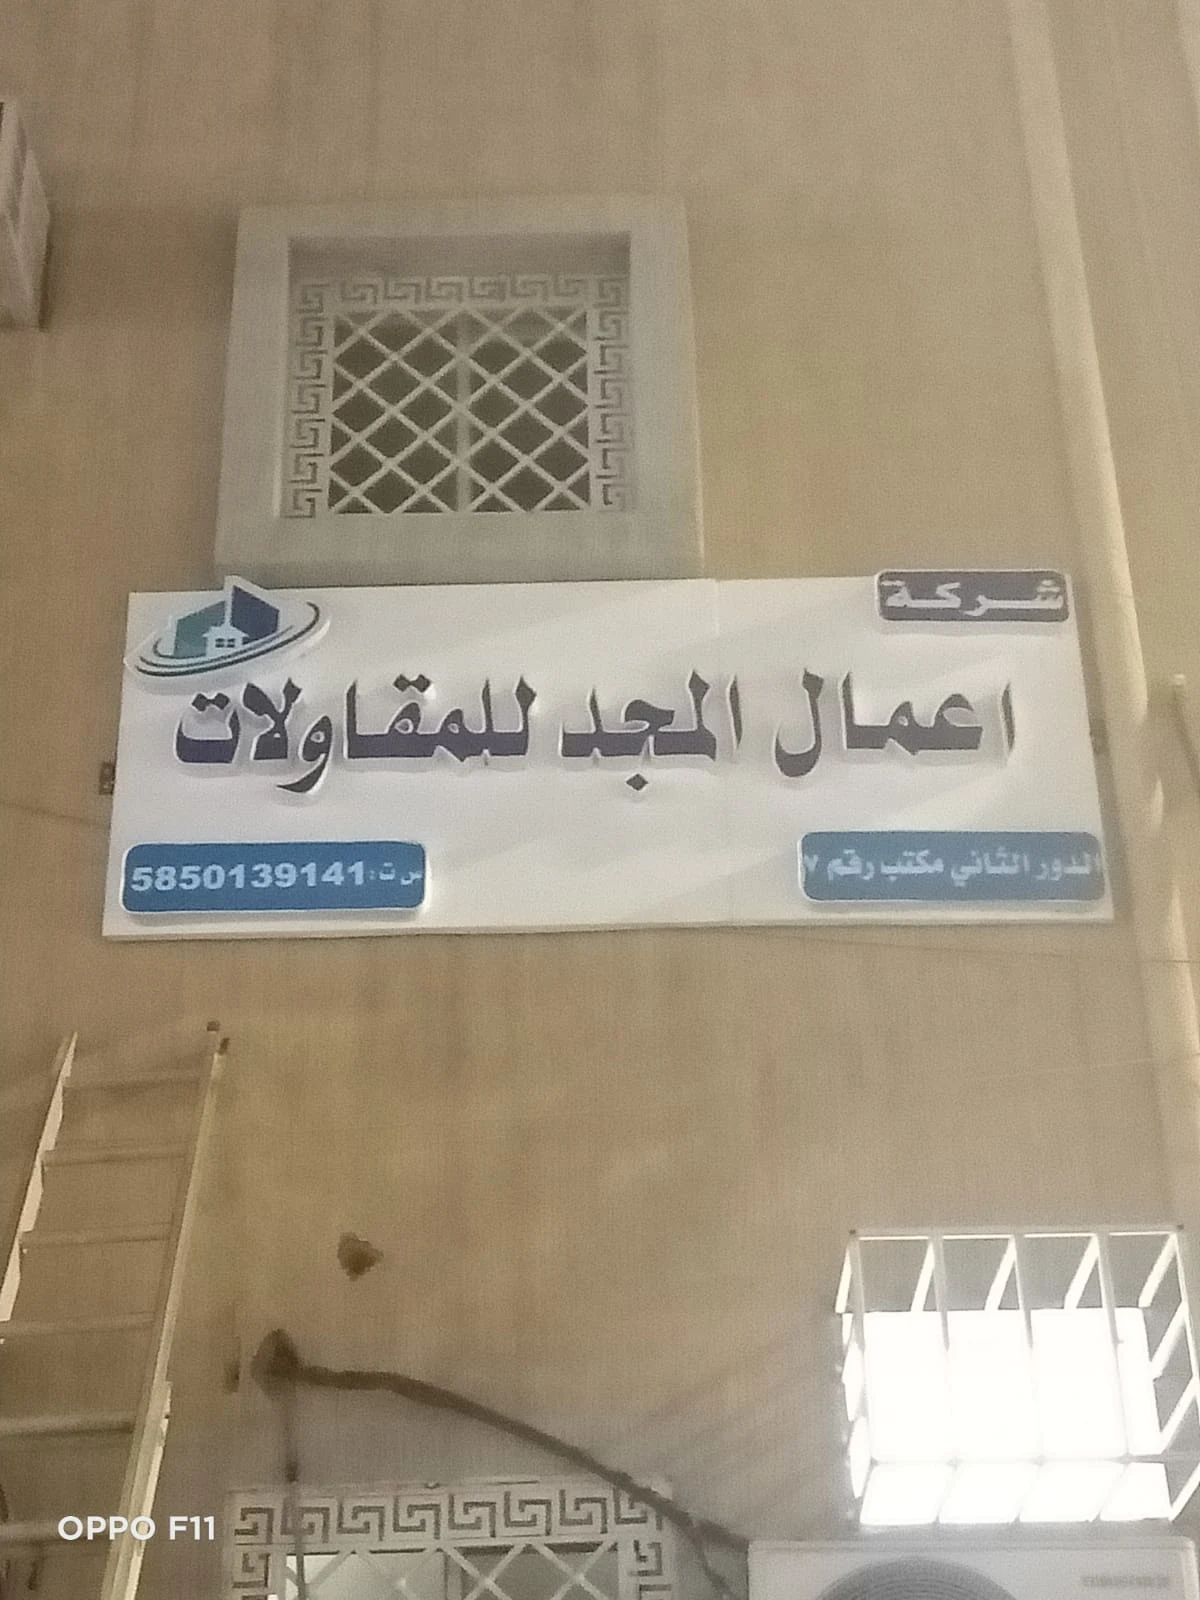 شركة
اعمال المجد للمقاولات
الدور الثاني مكتب رقم ٧
س ت: 5850139141
OPPO F11